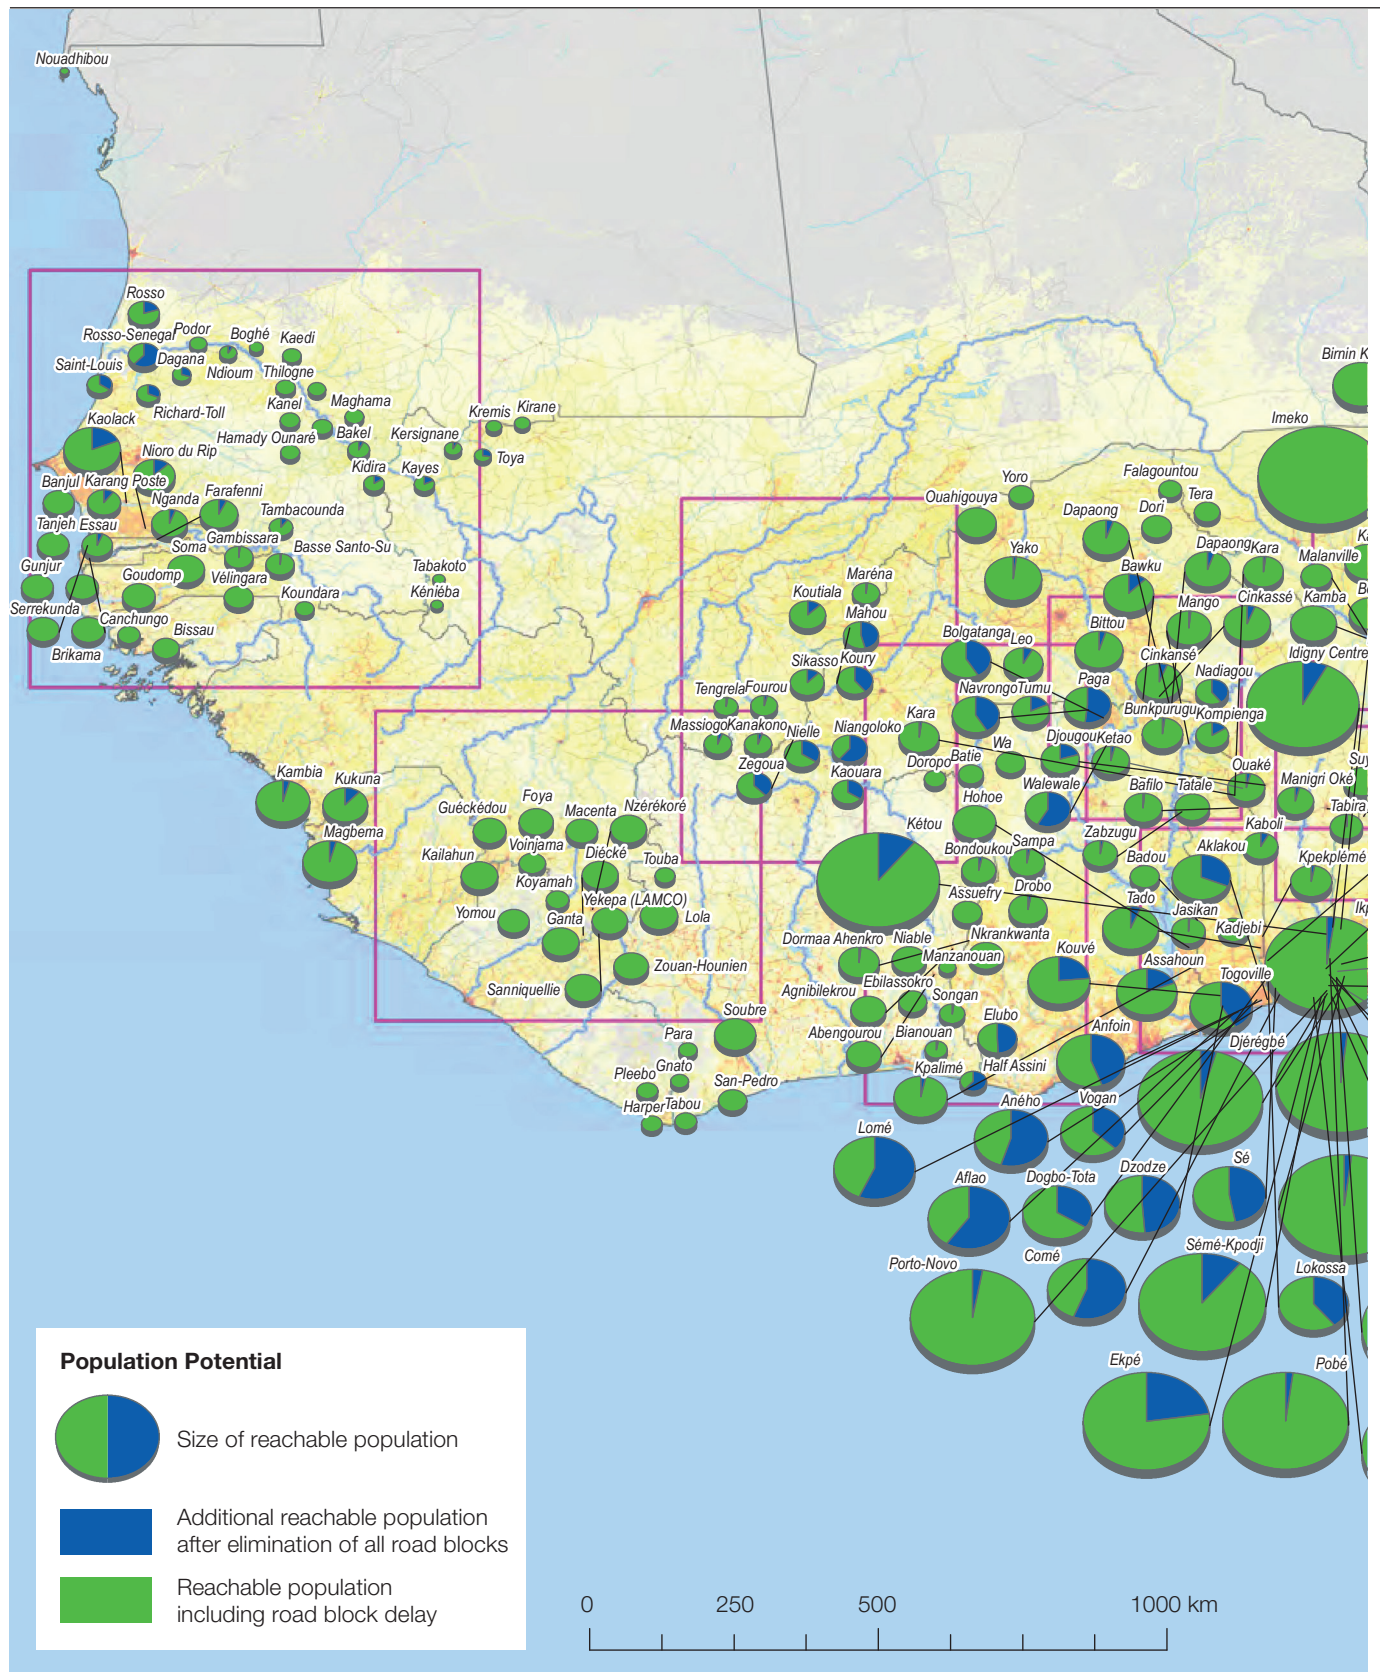 Nouadhibou
Rosso
Rosso-Senegal
Podor
Boghé
Kaedi
Saint-Louis
Dagana
Ndioum
Thilogne
Richard-Toll
Kanel
Maghama
Kremis
Kirane
Kaolack
Hamady Ounaré
Bakel
Kersignane
Nioro du Rip
Kidira
Kayes
Toya
Banjul
Karang Poste
Nganda
Farafenni
Tambacounda
Tanjeh
Essau
Gambissara
Soma
Basse Santo-Su
Gunjur
Goudomp
Vélingara
Tabakoto
Kéniéba
Koundara
Serrekunda
Canchungo
Bissau
Brikama
Birnin K
Imeko
Yoro
Falagountou
Ouahigouya
Tera
Dapaong
Dori
Yako
Dapaong
Kara
Malanville
Ka
Bawku
Maréna
Koutiala
Mango
Cinkassé
Kamba
Be
Mahou
Bolgatanga
Leo
Bittou
Cinkansé
Idigny Centre
Sikasso
Koury
Nadiagou
Tengrela
Fourou
Navrongo
Tumu
Paga
Bunkpurugu
Kompienga
Massiogo
Kanakono
Nielle
Niangoloko
Kara
Wa
Djougou
Ketao
Zegoua
Doropo
Batie
Ouaké
Suy
Kaouara
Walewale
Bafilo
Tatale
Manigri Oké
Hohoe
Tabira
Kambia
Kukuna
Guéckédou
Foya
Macenta
Nzérékoré
Kétou
Zabzugu
Kaboli
Magbema
Voinjama
Diécké
Bondoukou
Sampa
Badou
Aklakou
Kpekplémé
Kailahun
Touba
Koyamah
Assuefry
Drobo
Tado
Yekepa (LAMCO)
Jasikan
Ikp
Yomou
Ganta
Lola
Kadjebi
Dormaa Ahenkro
Niable
Nkrankwanta
Manzanouan
Kouvé
Assahoun
Zouan-Hounien
Togoville
Sanniquellie
Agnibilekrou
Ebilassokro
Songan
Soubre
Elubo
Anfoin
Abengourou
Bianouan
Djérégbé
Para
Gnato
Half Assini
Pleebo
San-Pedro
Kpalimé
Harper
Tabou
Aného
Vogan
Lomé
Sé
Aflao
Dogbo-Tota
Dzodze
Porto-Novo
Comé
Sémé-Kpodji
Lokossa
Ekpé
Pobé
Population Potential
Size of reachable population
Additional reachable population
after elimination of all road blocks
Reachable population
including road block delay
0 250 500 1000 km